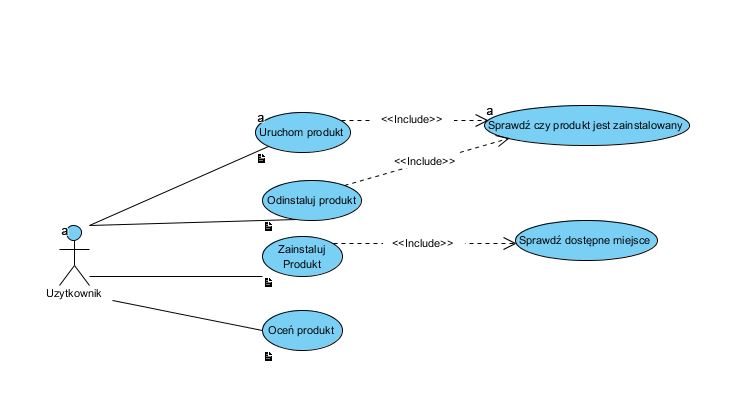 a
Uruchom produkt
<<Include>>
a
Sprawdź czy produkt jest zainstalowany
<<Include>>
Odinstaluj produkt
a
Uzytkownik
Zainstaluj
Produkt
<<Include>>
Sprawdź dostępne miejsce
Oceń produkt